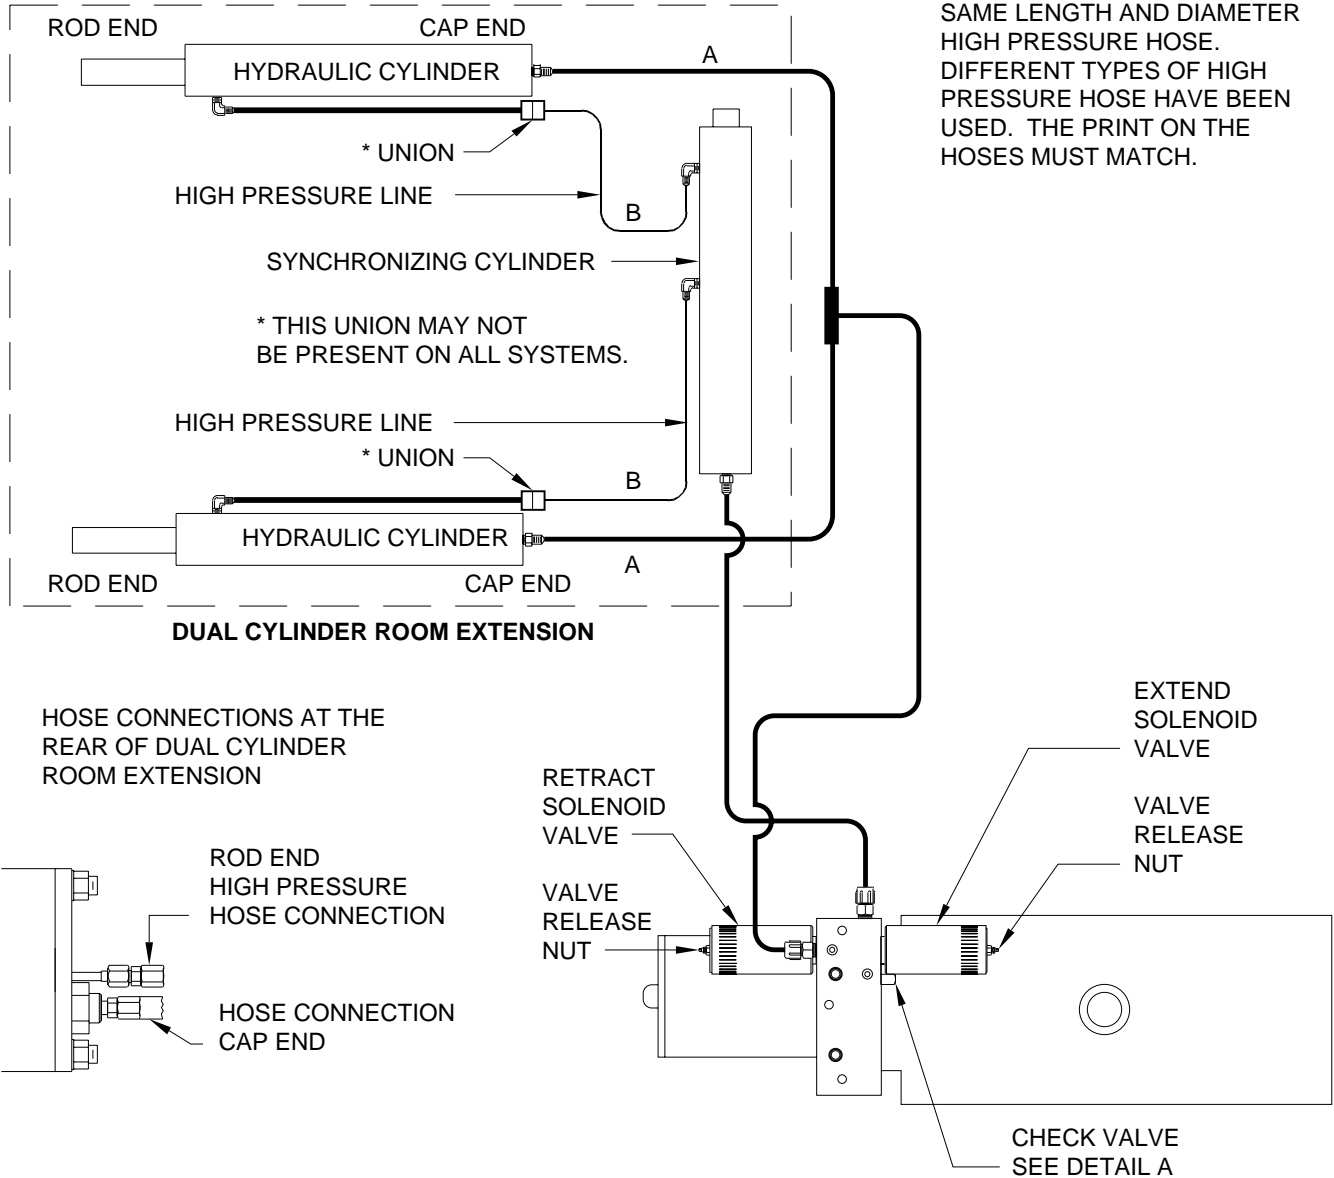 SAME LENGTH AND DIAMETER
HIGH PRESSURE HOSE.
DIFFERENT TYPES OF HIGH
PRESSURE HOSE HAVE BEEN
USED. THE PRINT ON THE
HOSES MUST MATCH.
ROD END
CAP END
HYDRAULIC CYLINDER
A
* UNION
HIGH PRESSURE LINE
B
SYNCHRONIZING CYLINDER
* THIS UNION MAY NOT
BE PRESENT ON ALL SYSTEMS.
HIGH PRESSURE LINE
* UNION
B
HYDRAULIC CYLINDER
A
ROD END
CAP END
DUAL CYLINDER ROOM EXTENSION
HOSE CONNECTIONS AT THE
REAR OF DUAL CYLINDER
ROOM EXTENSION
ROD END
HIGH PRESSURE
HOSE CONNECTION
HOSE CONNECTION
CAP END
RETRACT
SOLENOID
VALVE
VALVE
RELEASE
NUT
EXTEND
SOLENOID
VALVE
VALVE
RELEASE
NUT
CHECK VALVE
SEE DETAIL A